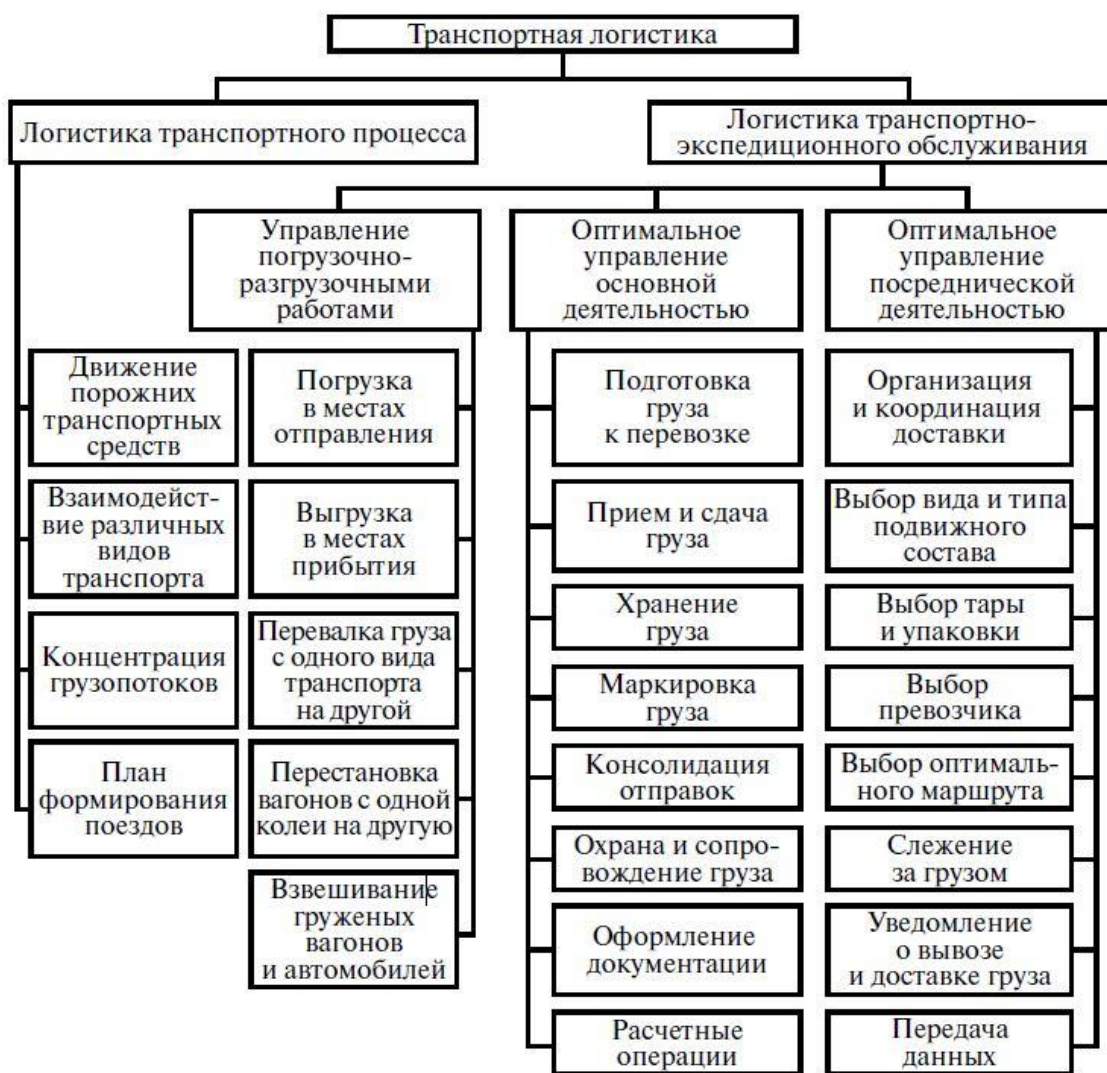 Транспортная логистика
Логистика транспортного процесса
Логистика транспортно-
экспедиционного обслуживания
Управление
погрузочно-
разгрузочными
работами
Оптимальное
управление
основной
деятельностью
Оптимальное
управление
посреднической
деятельностью
Движение
порожних
транспортных
средств
Взаимодейст-
вие различных
видов
транспорта
Концентрация
грузопотоков
План
формирования
поездов
Погрузка
в местах
отправления
Выгрузка
в местах
прибытия
Перевалка груза
с одного вида
транспорта
на другой
Перестановка
вагонов с одной
колеи на другую
Взвешивание
груженых
вагонов
и автомобилей
Подготовка
груза
к перевозке
Прием и сдача
груза
Хранение
груза
Маркировка
груза
Консолидация
отправок
Охрана и сопро-
вождение груза
Оформление
документации
Расчетные
операции
Организация
и координация
доставки
Выбор вида и типа
подвижного
состава
Выбор тары
и упаковки
Выбор
превозчика
Выбор оптималь-
ного маршрута
Слежение
за грузом
Уведомление
о вывозе
и доставке груза
Передача
данных